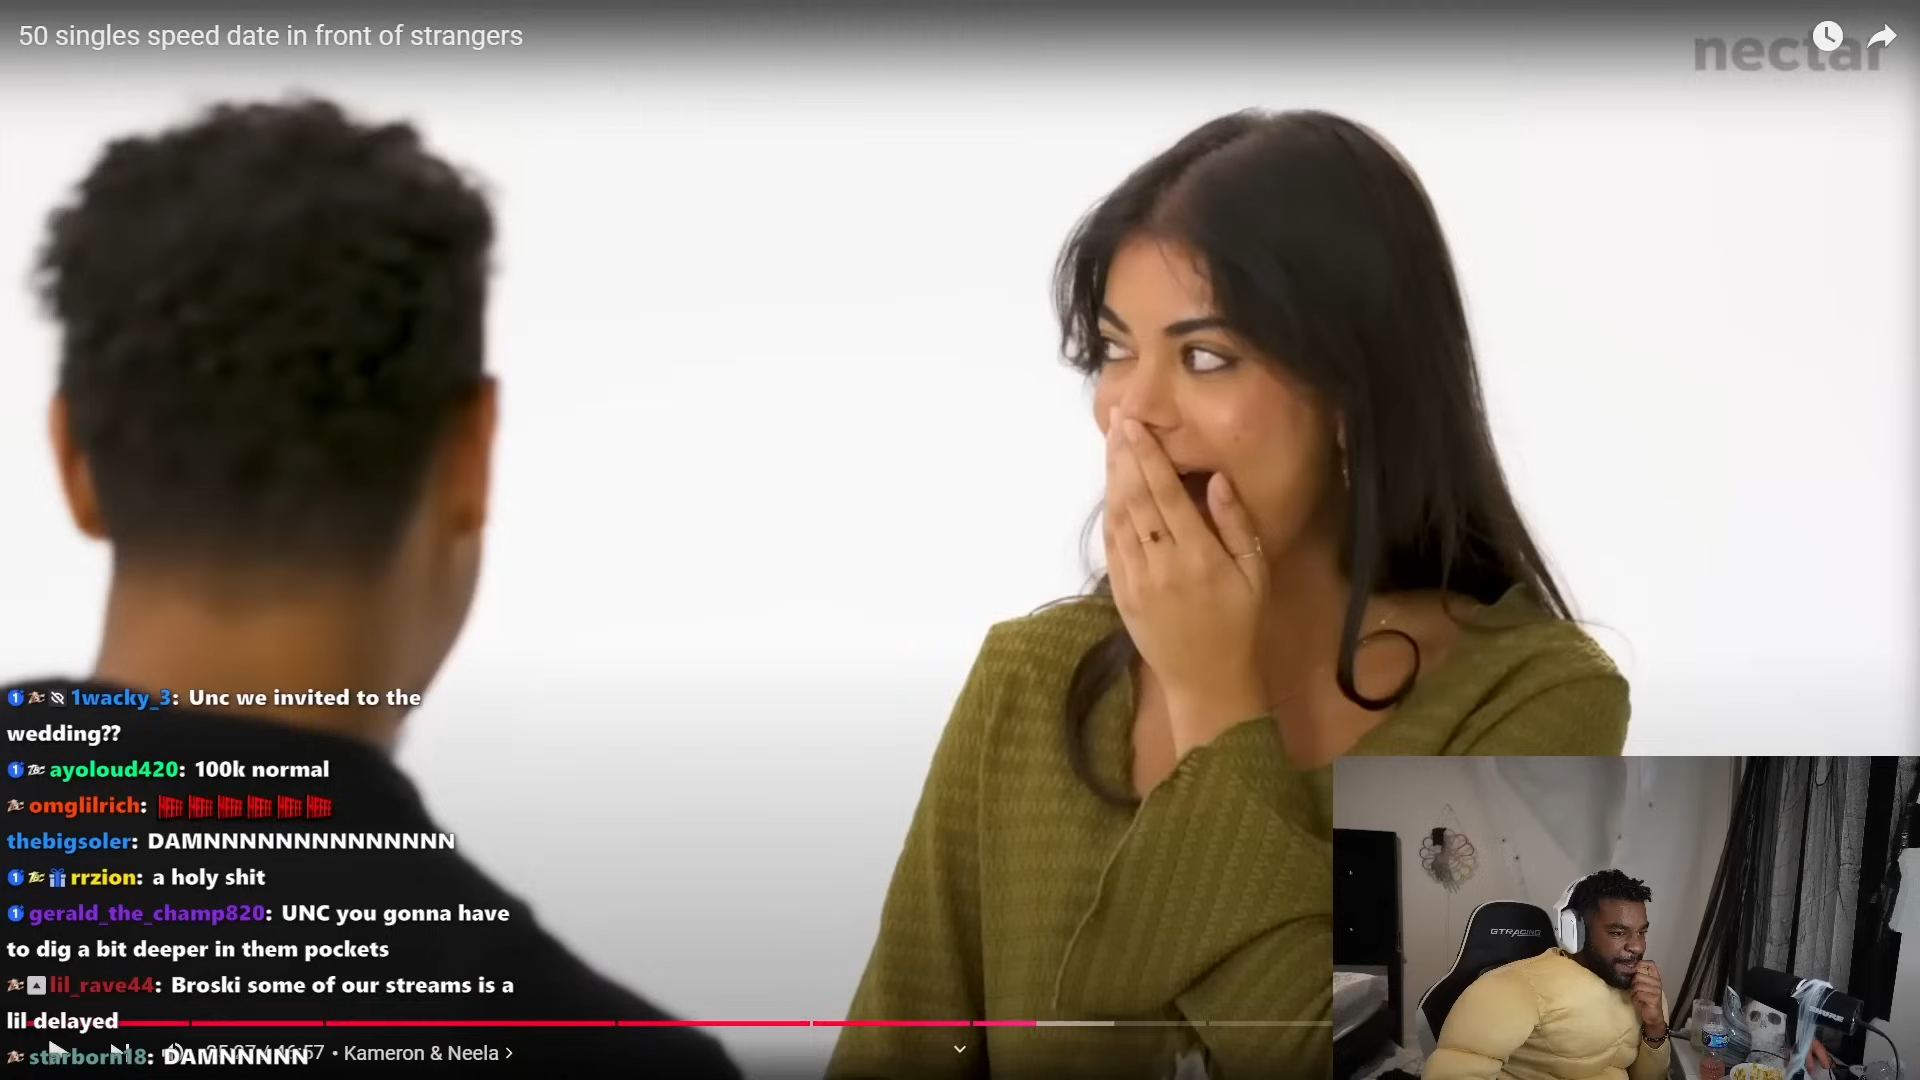 50 singles speed date in front of strangers
nectar
1wacky_3: Unc we invited to the
wedding??
ayoloud420: 100k normal
omglilrich:
thebigsoler: DAMNNNNNNNNNNNNNN
rrzion: a holy shit
gerald_the_champ820: UNC you gonna have
to dig a bit deeper in them pockets
lil_rave44: Broski some of our streams is a
lil delayed
starborn18: DAMNNNNN
• Kameron & Neela
GTRACING
SHURE